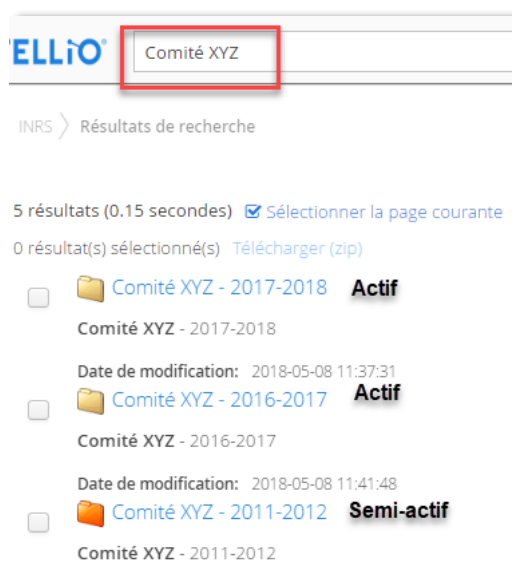 TELLiO
Comité XYZ
INRS > Résultats de recherche
5 résultats (0.15 secondes) Sélectionner la page courante
0 résultat(s) sélectionné(s) Télécharger (zip)
Comité XYZ - 2017-2018 Actif
Comité XYZ - 2017-2018
Date de modification: 2018-05-08 11:37:31
Comité XYZ - 2016-2017 Actif
Comité XYZ - 2016-2017
Date de modification: 2018-05-08 11:41:48
Comité XYZ - 2011-2012 Semi-actif
Comité XYZ - 2011-2012